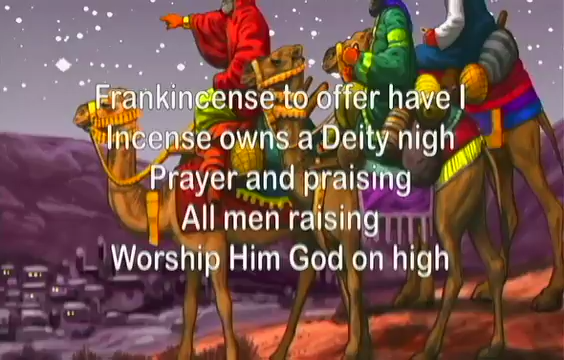 Frankincense to offer have I
Incense owns a Deity nigh
Prayer and praising
All men raising
Worship Him God on high